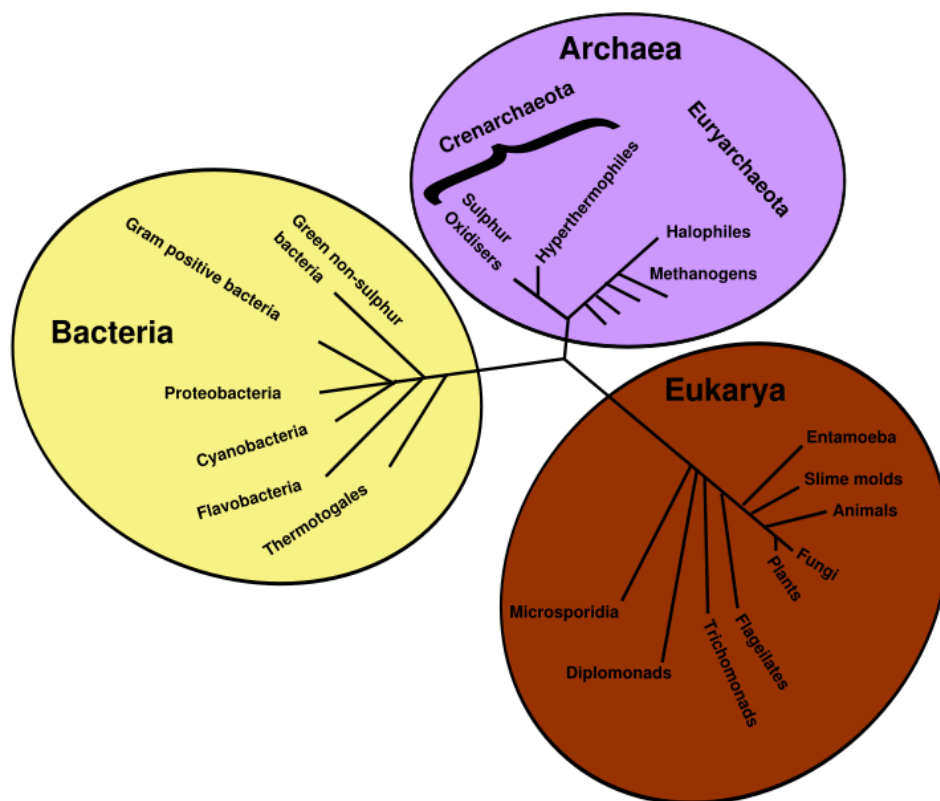 Archaea
Crenarchaeota
Euryarchaeota
Sulphur
Oxidisers
Hyperthermophiles
Halophiles
Methanogens
Bacteria
Gram positive bacteria
Green non-sulphur
bacteria
Proteobacteria
Cyanobacteria
Flavobacteria
Thermotogales
Eukarya
Entamoeba
Slime molds
Animals
Fungi
Plants
Flagellates
Trichomonads
Diplomonads
Microsporidia